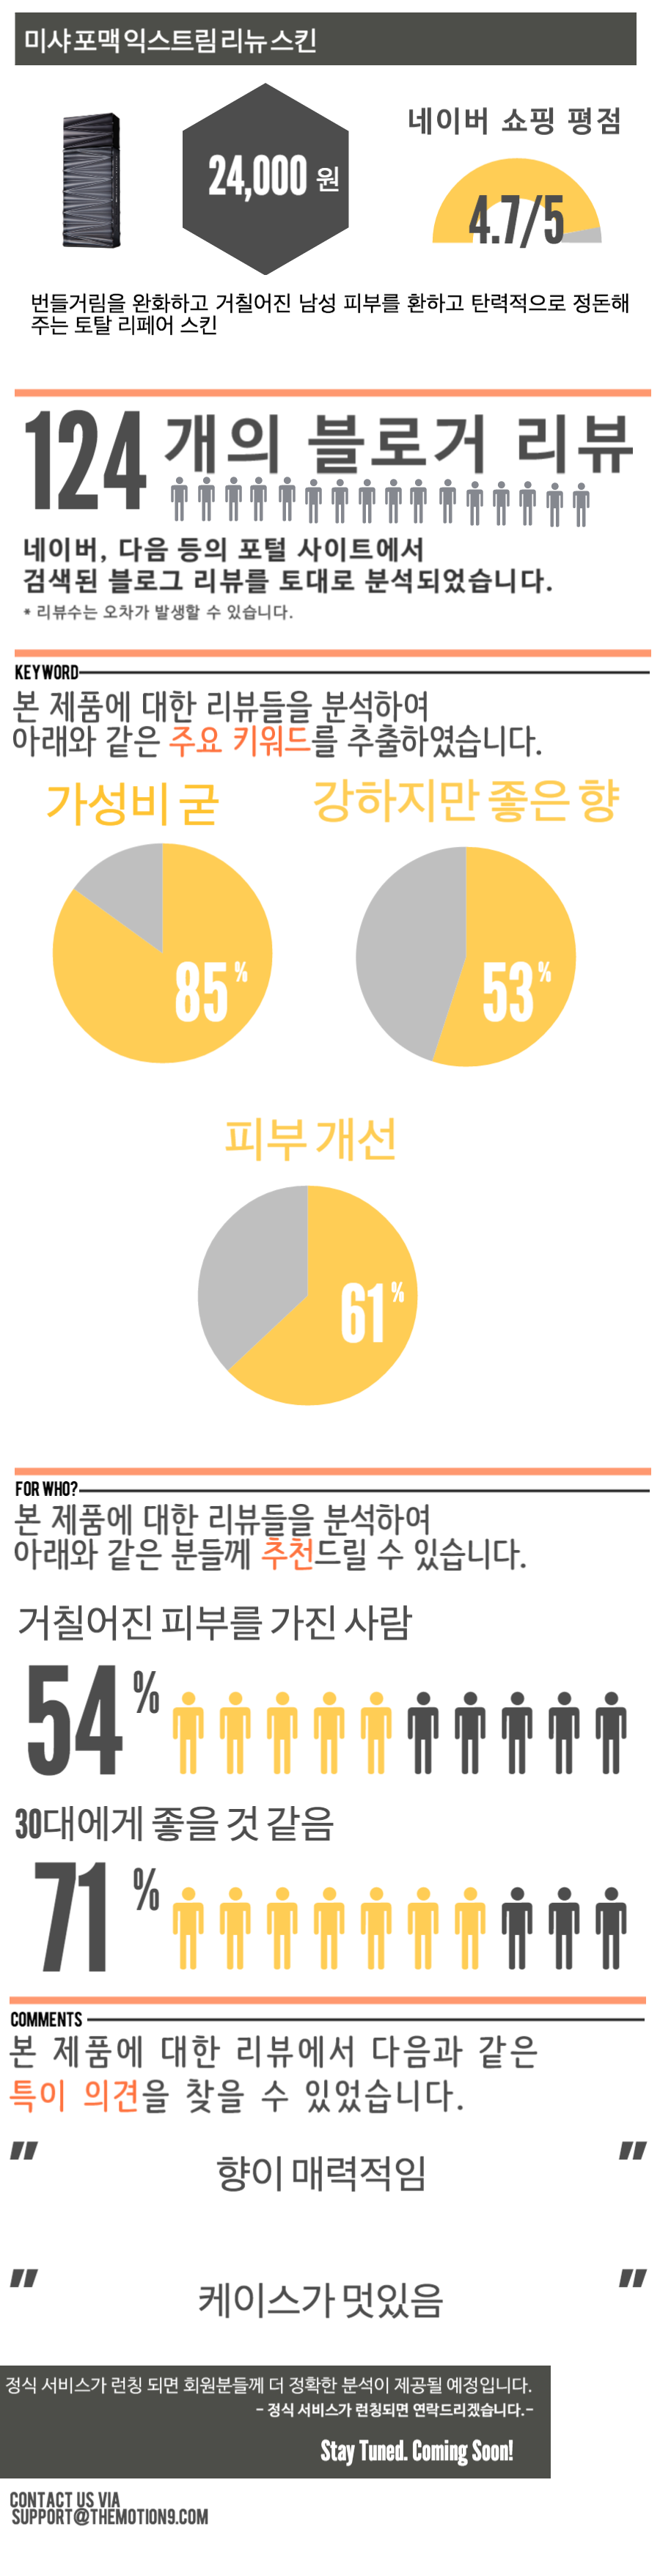 미샤 포맨 익스트림 리뉴 스킨
24,000 원
네이버 쇼핑 평점
4.7/5
번들거림을 완화하고 거칠어진 남성 피부를 환하고 탄력적으로 정돈해
주는 토탈 리페어 스킨
124 개의 블로거 리뷰
네이버, 다음 등의 포털 사이트에서
검색된 블로그 리뷰를 토대로 분석되었습니다.
* 리뷰수는 오차가 발생할 수 있습니다.
KEYWORD
본 제품에 대한 리뷰들을 분석하여
아래와 같은 주요 키워드를 추출하였습니다.
가성비 굳
강하지만 좋은 향
85%
53%
피부 개선
61%
FOR WHO?
본 제품에 대한 리뷰들을 분석하여
아래와 같은 분들께 추천드릴 수 있습니다.
거칠어진 피부를 가진 사람
54%
30대에게 좋을 것 같음
71%
COMMENTS
본 제품에 대한 리뷰에서 다음과 같은
특이 의견을 찾을 수 있었습니다.
" 향이 매력적임 "
" 케이스가 멋있음 "
정식 서비스가 런칭 되면 회원분들께 더 정확한 분석이 제공될 예정입니다.
- 정식 서비스가 런칭되면 연락드리겠습니다.-
Stay Tuned. Coming Soon!
CONTACT US VIA
SUPPORT@THEMOTION9.COM